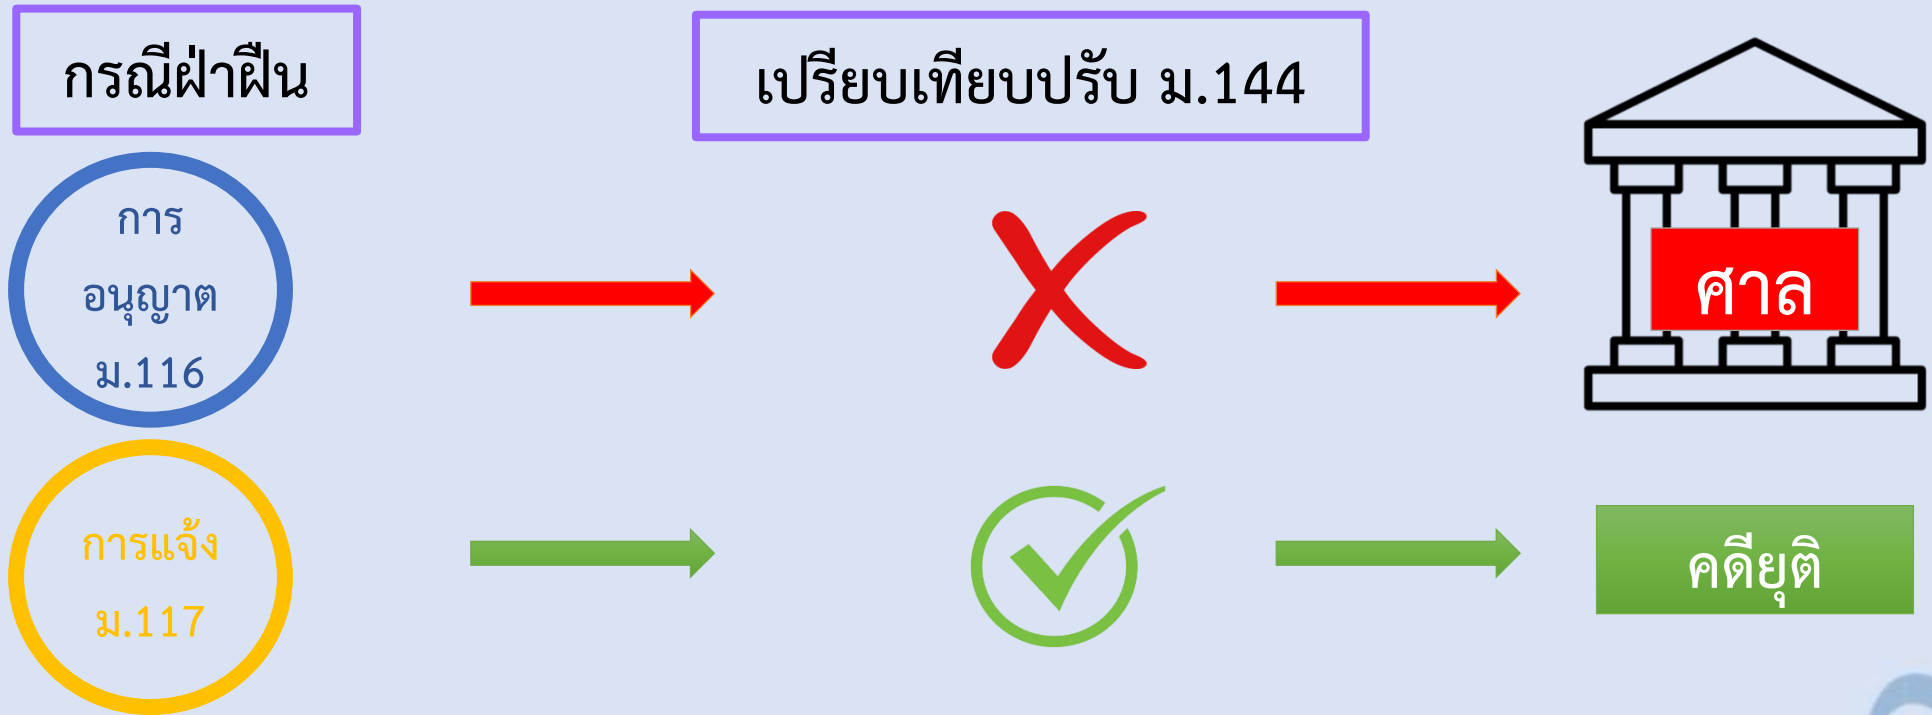 กรณีฝ่าฝืน
เปรียบเทียบปรับ ม.144
การ
อนุญาต
ม.116
ศาล
การแจ้ง
ม.117
คดียุติ